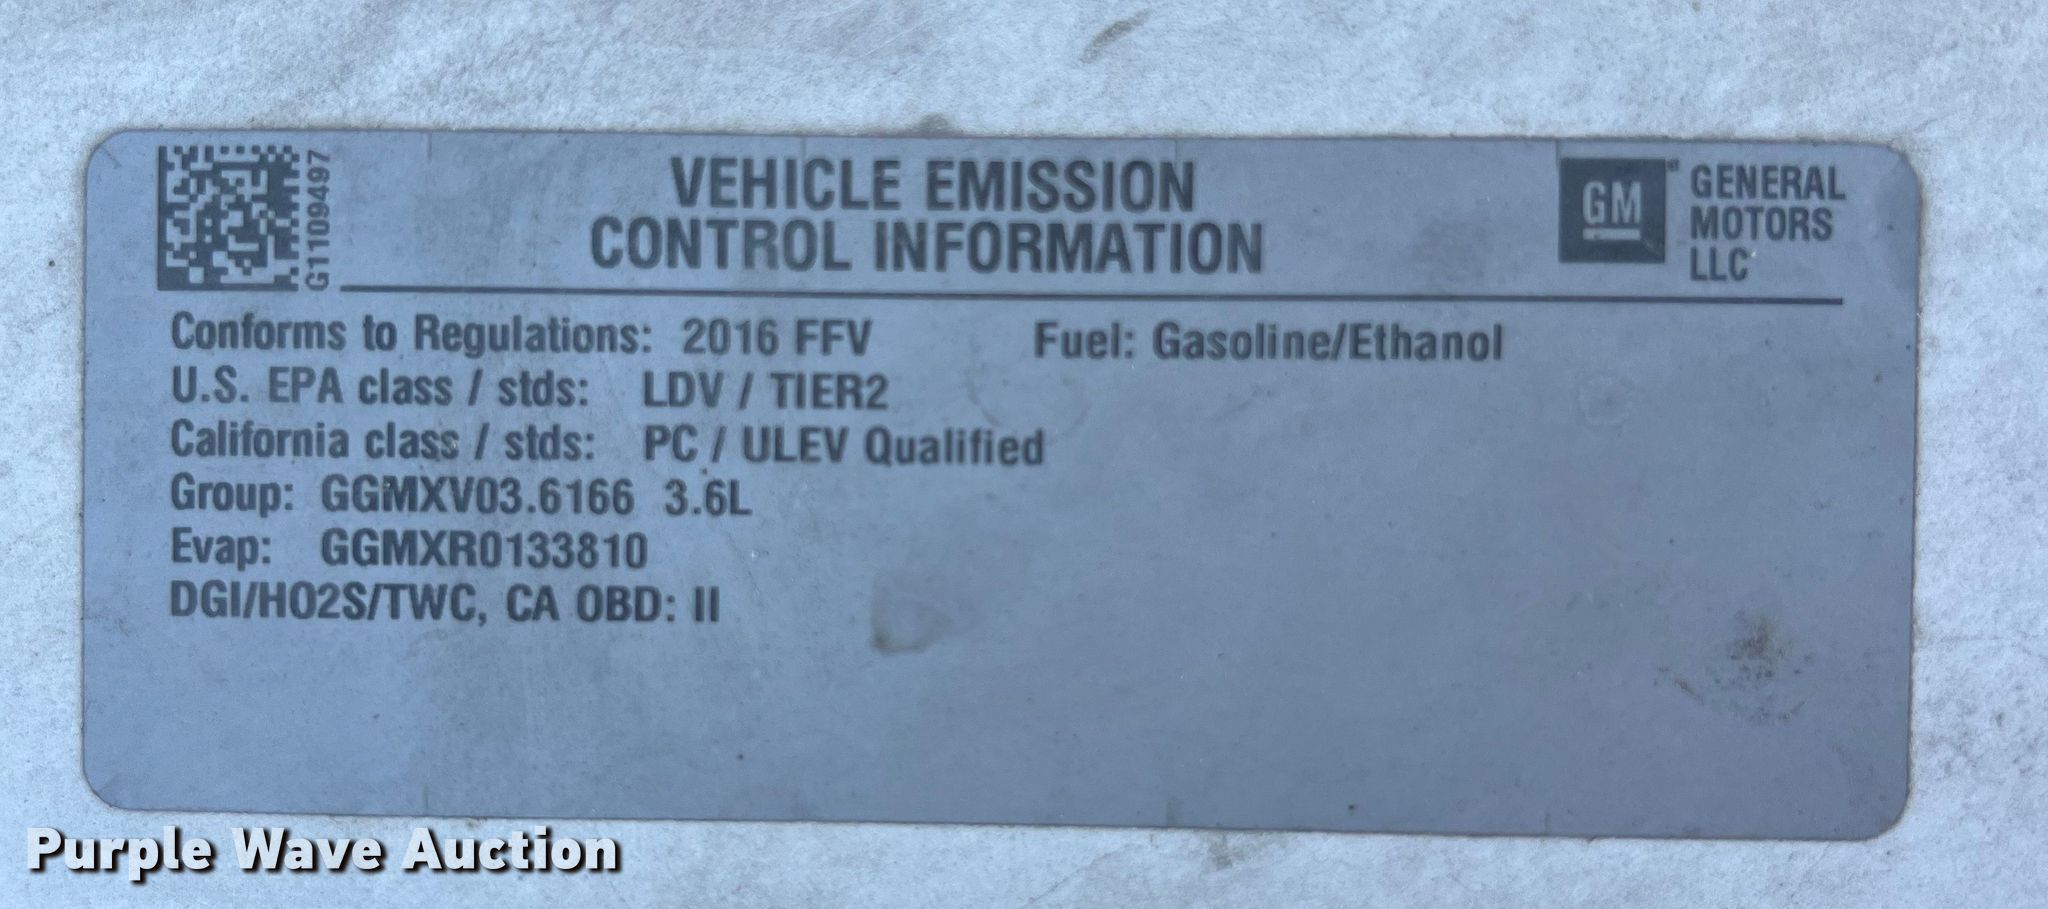 G1109497
VEHICLE EMISSION
CONTROL INFORMATION
GM
GENERAL
MOTORS
LLC
Conforms to Regulations: 2016 FFV Fuel: Gasoline/Ethanol
U.S. EPA class / stds: LDV / TIER2
California class / stds: PC / ULEV Qualified
Group: GGMXV03.6166 3.6L
Evap: GGMXR0133810
DGI/HO2S/TWC, CA OBD: II
Purple Wave Auction